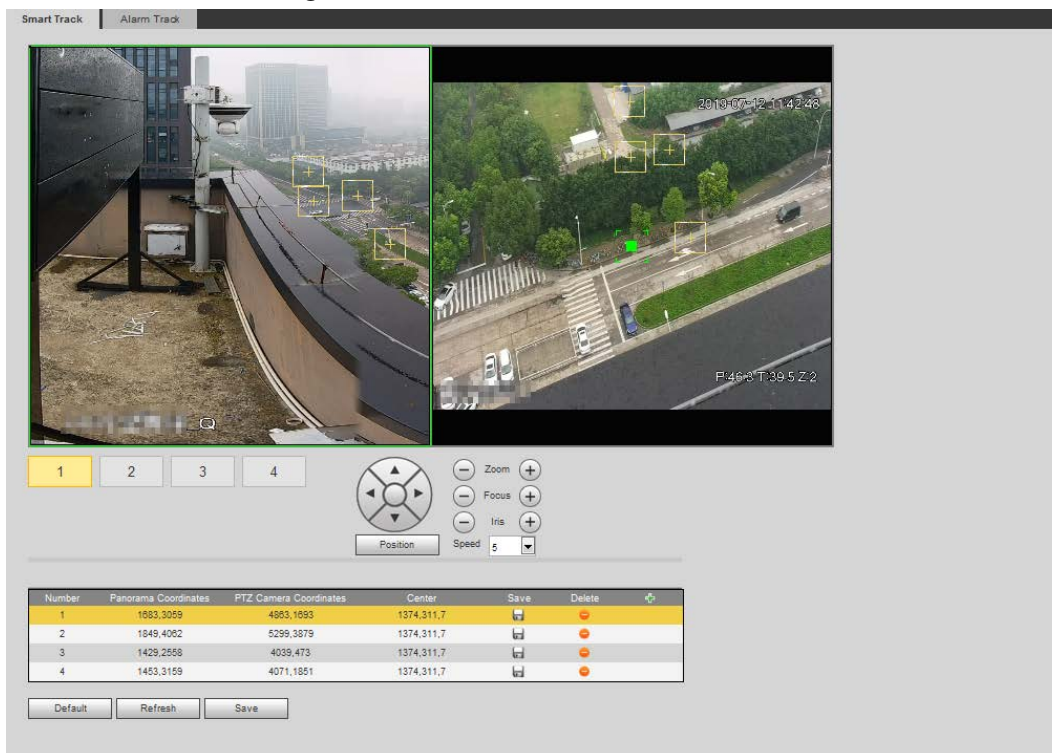 Smart Track Alarm Track
2019-07-12 11:42:48
P:46.8 T:39.5 Z:2
1 2 3 4
Zoom
Focus
Iris
Position Speed 5
Number Panorama Coordinates PTZ Camera Coordinates Center Save Delete
1 1683,3059 4863,1693 1374,311,7
2 1849,4062 5299,3879 1374,311,7
3 1429,2558 4039,473 1374,311,7
4 1453,3159 4071,1851 1374,311,7
Default Refresh Save